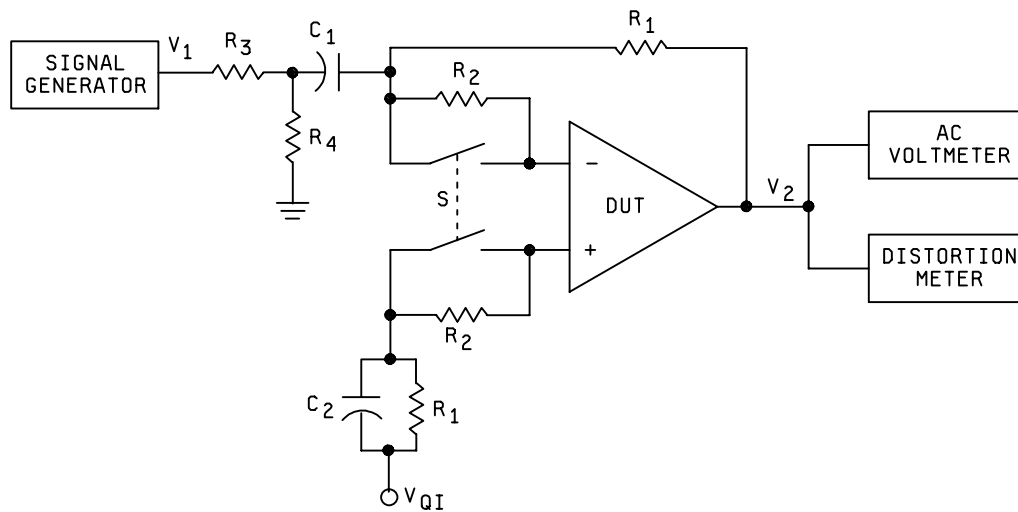 SIGNAL
GENERATOR
V1
R3
C1
R4
R1
R2
S
−
DUT
+
R2
C2
R1
VQI
V2
AC
VOLTMETER
DISTORTION
METER